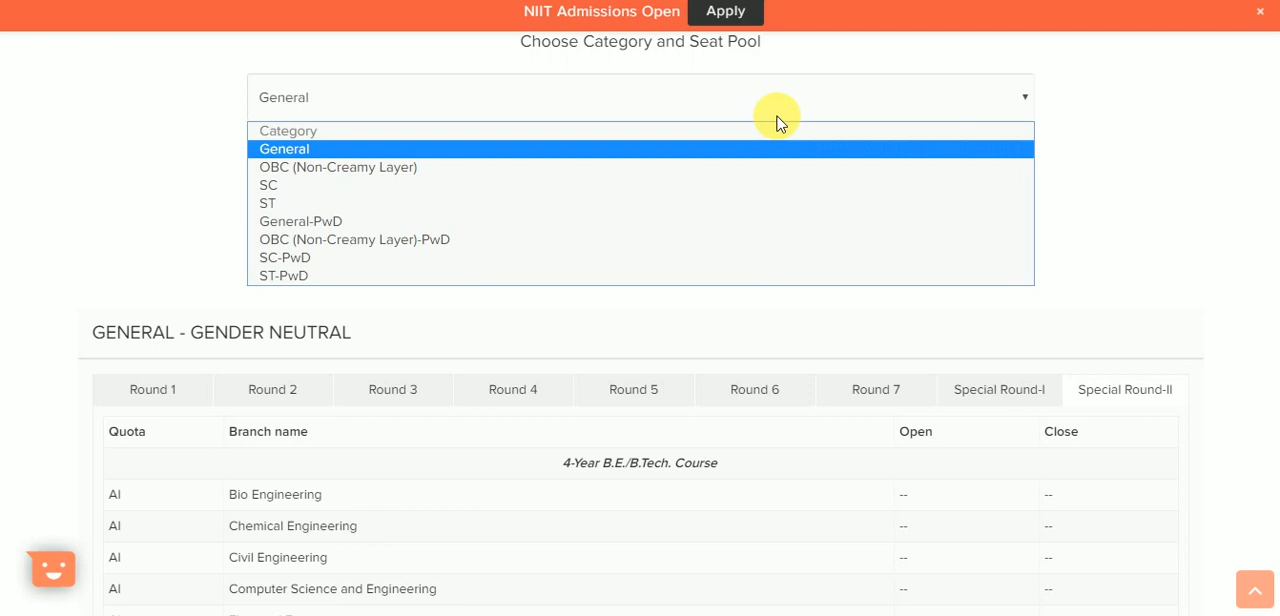 NIIT Admissions Open Apply ×
Choose Category and Seat Pool
General
Category
General
OBC (Non-Creamy Layer)
SC
ST
General-PwD
OBC (Non-Creamy Layer)-PwD
SC-PwD
ST-PwD
GENERAL - GENDER NEUTRAL
Round 1 Round 2 Round 3 Round 4 Round 5 Round 6 Round 7 Special Round-I Special Round-II
Quota Branch name Open Close
4-Year B.E./B.Tech. Course
AI Bio Engineering -- --
AI Chemical Engineering -- --
AI Civil Engineering -- --
AI Computer Science and Engineering -- --